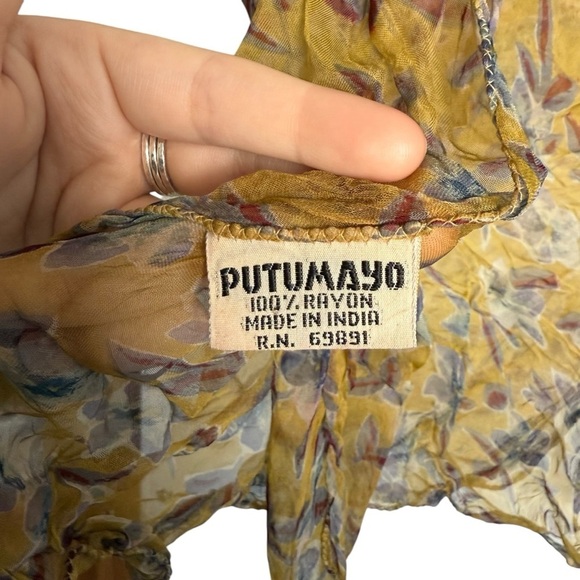 PUTUMAYO
100% RAYON
MADE IN INDIA
R.N. 69891